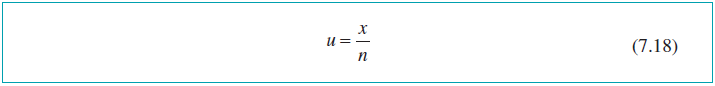 u = x/n (7.18)